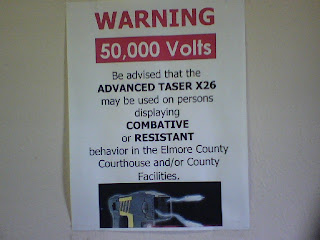 WARNING
50,000 Volts
Be advised that the
ADVANCED TASER X26
may be used on persons
displaying
COMBATIVE
or RESISTANT
behavior in the Elmore County
Courthouse and/or County
Facilities.